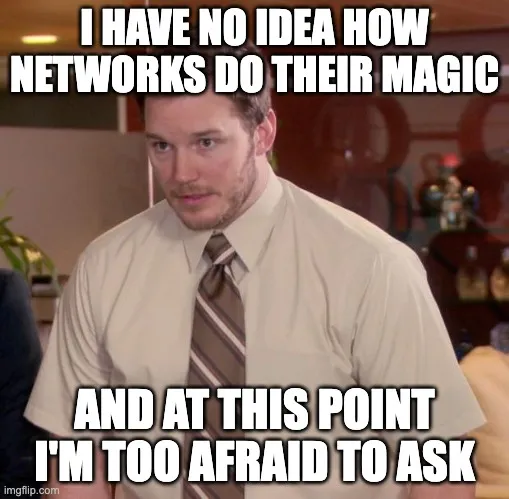 I HAVE NO IDEA HOW
NETWORKS DO THEIR MAGIC
AND AT THIS POINT
I'M TOO AFRAID TO ASK
imgflip.com